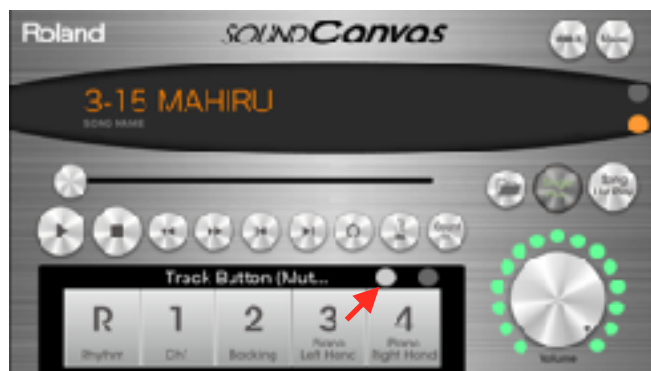 Roland
SOUND Canvas
3-15 MAHIRU
SONG NAME
Track Button (Mut...
R 1 2 3 4
Rhythm Backing Piano Left Hand Piano Right Hand
Volume